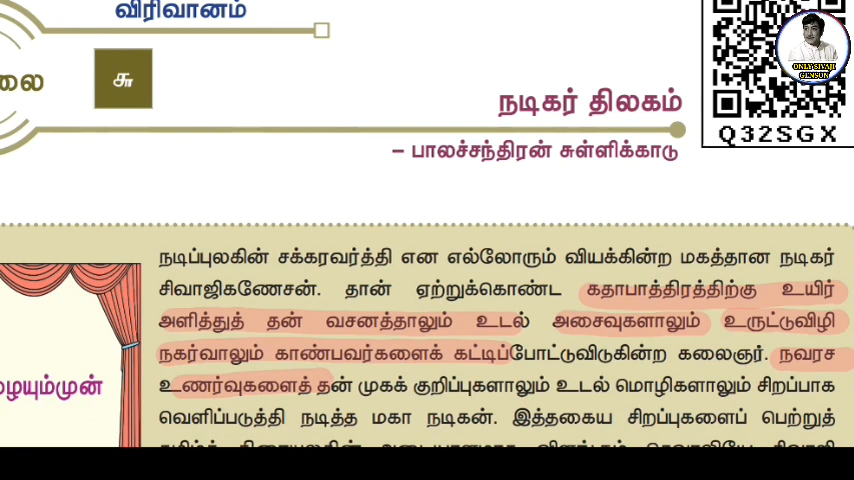 விரிவானம்
சு
ONLY SIVAJI
GENSON
நடிகர் திலகம்
Q32SGX
– பாலச்சந்திரன் சுள்ளிக்காடு
நடிப்புலகின் சக்கரவர்த்தி என எல்லோரும் வியக்கின்ற மகத்தான நடிகர்
சிவாஜிகணேசன். தான் ஏற்றுக்கொண்ட கதாபாத்திரத்திற்கு உயிர்
அளித்துத் தன் வசனத்தாலும் உடல் அசைவுகளாலும் உருட்டுவிழி
நகர்வாலும் காண்பவர்களைக் கட்டிப்போட்டுவிடுகின்ற கலைஞர். நவரச
உணர்வுகளைத் தன் முகக் குறிப்புகளாலும் உடல் மொழிகளாலும் சிறப்பாக
வெளிப்படுத்தி நடித்த மகா நடிகன். இத்தகைய சிறப்புகளைப் பெற்றுத்